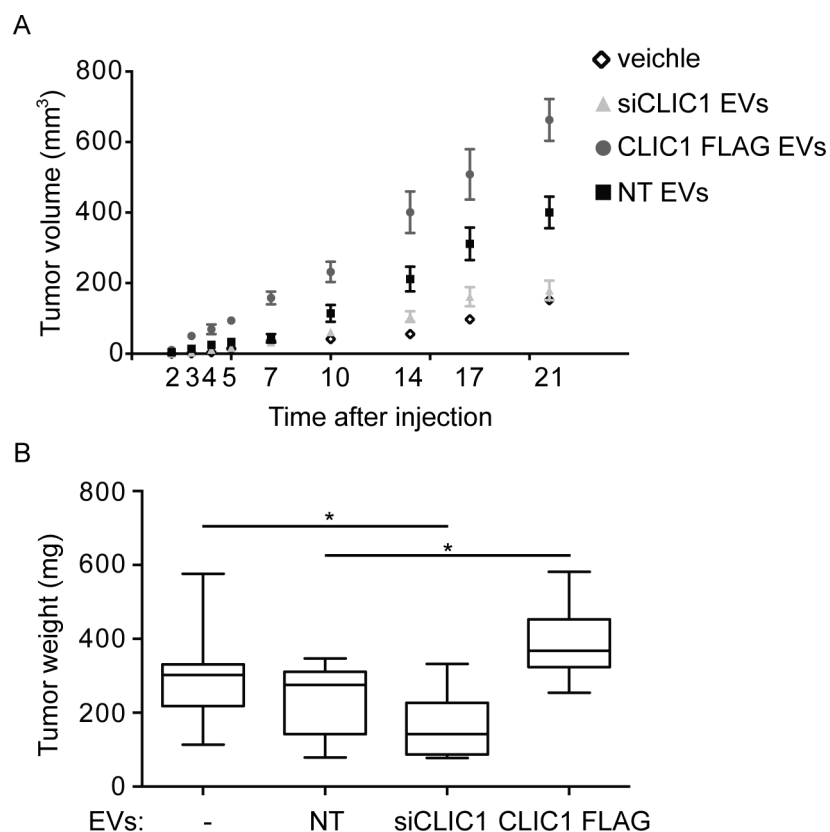 A
800
600
400
200
0
Tumor volume (mm³)
2 3 4 5 7 10 14 17 21
Time after injection
veichle
siCLIC1 EVs
CLIC1 FLAG EVs
NT EVs
B
800
600
400
200
0
Tumor weight (mg)
*
*
EVs: - NT siCLIC1 CLIC1 FLAG